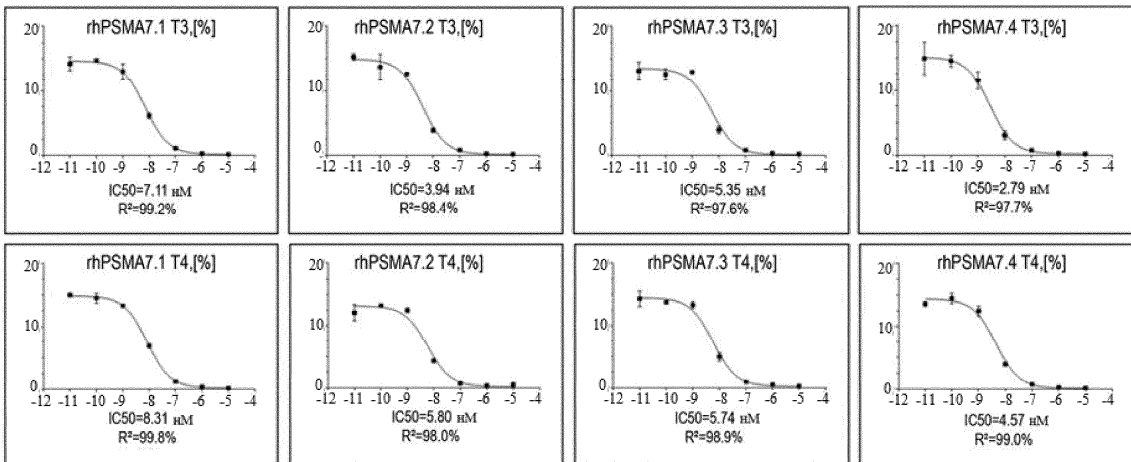 rhPSMA7.1 T3,[%]
20
10
0
-12 -11 -10 -9 -8 -7 -6 -5 -4
IC50=7.11 нМ
R²=99.2%
rhPSMA7.2 T3,[%]
20
10
0
-12 -11 -10 -9 -8 -7 -6 -5 -4
IC50=3.94 нМ
R²=98.4%
rhPSMA7.3 T3,[%]
20
10
0
-12 -11 -10 -9 -8 -7 -6 -5 -4
IC50=5.35 нМ
R²=97.6%
rhPSMA7.4 T3,[%]
20
10
0
-12 -11 -10 -9 -8 -7 -6 -5 -4
IC50=2.79 нМ
R²=97.7%
rhPSMA7.1 T4,[%]
20
10
0
-12 -11 -10 -9 -8 -7 -6 -5 -4
IC50=8.31 нМ
R²=99.8%
rhPSMA7.2 T4,[%]
20
10
0
-12 -11 -10 -9 -8 -7 -6 -5 -4
IC50=5.80 нМ
R²=98.0%
rhPSMA7.3 T4,[%]
20
10
0
-12 -11 -10 -9 -8 -7 -6 -5 -4
IC50=5.74 нМ
R²=98.9%
rhPSMA7.4 T4,[%]
20
10
0
-12 -11 -10 -9 -8 -7 -6 -5 -4
IC50=4.57 нМ
R²=99.0%